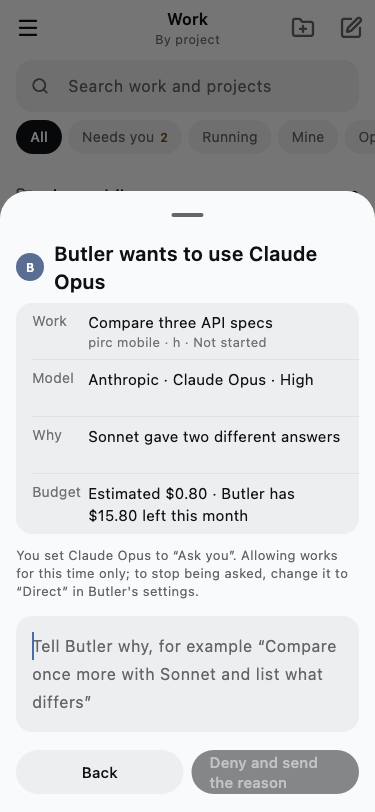 Work
By project
Search work and projects
All
Needs you 2
Running
Mine
Op
B
Butler wants to use Claude
Opus
Work
Compare three API specs
pirc mobile · h · Not started
Model
Anthropic · Claude Opus · High
Why
Sonnet gave two different answers
Budget
Estimated $0.80 · Butler has
$15.80 left this month
You set Claude Opus to “Ask you”. Allowing works
for this time only; to stop being asked, change it to
“Direct” in Butler's settings.
Tell Butler why, for example “Compare
once more with Sonnet and list what
differs”
Back
Deny and send
the reason